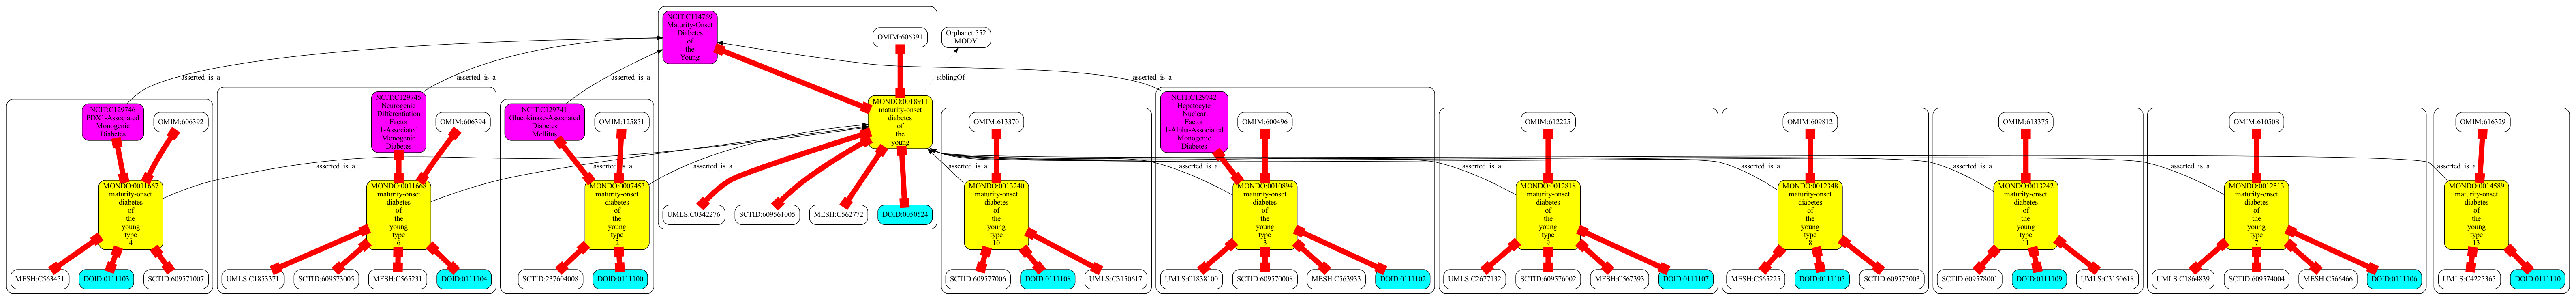 NCIT:C114769
Maturity-Onset
Diabetes
of
the
Young
OMIM:606391
Orphanet:552
MODY
asserted_is_a
asserted_is_a
asserted_is_a
siblingOf
asserted_is_a
NCIT:C129746
PDX1-Associated
Monogenic
Diabetes
OMIM:606392
NCIT:C129745
Neurogenic
Differentiation
Factor
1-Associated
Monogenic
Diabetes
OMIM:606394
NCIT:C129741
Glucokinase-Associated
Diabetes
Mellitus
OMIM:125851
MONDO:0018911
maturity-onset
diabetes
of
the
young
OMIM:613370
NCIT:C129742
Hepatocyte
Nuclear
Factor
1-Alpha-Associated
Monogenic
Diabetes
OMIM:600496
OMIM:612225
OMIM:609812
OMIM:613375
OMIM:610508
OMIM:616329
asserted_is_a
asserted_is_a
asserted_is_a
asserted_is_a
asserted_is_a
asserted_is_a
asserted_is_a
asserted_is_a
asserted_is_a
asserted_is_a
MONDO:0011667
maturity-onset
diabetes
of
the
young
type
4
MONDO:0011668
maturity-onset
diabetes
of
the
young
type
6
MONDO:0007453
maturity-onset
diabetes
of
the
young
type
2
UMLS:C0342276
SCTID:609561005
MESH:C562772
DOID:0050524
MONDO:0013240
maturity-onset
diabetes
of
the
young
type
10
MONDO:0010894
maturity-onset
diabetes
of
the
young
type
3
MONDO:0012818
maturity-onset
diabetes
of
the
young
type
9
MONDO:0012348
maturity-onset
diabetes
of
the
young
type
8
MONDO:0013242
maturity-onset
diabetes
of
the
young
type
11
MONDO:0012513
maturity-onset
diabetes
of
the
young
type
7
MONDO:0014589
maturity-onset
diabetes
of
the
young
type
13
MESH:C563451
DOID:0111103
SCTID:609571007
UMLS:C1853371
SCTID:609573005
MESH:C565231
DOID:0111104
SCTID:237604008
DOID:0111100
SCTID:609577006
DOID:0111108
UMLS:C3150617
UMLS:C1838100
SCTID:609570008
MESH:C563933
DOID:0111102
UMLS:C2677132
SCTID:609576002
MESH:C567393
DOID:0111107
MESH:C565225
DOID:0111105
SCTID:609575003
SCTID:609578001
DOID:0111109
UMLS:C3150618
UMLS:C1864839
SCTID:609574004
MESH:C566466
DOID:0111106
UMLS:C4225365
DOID:0111110